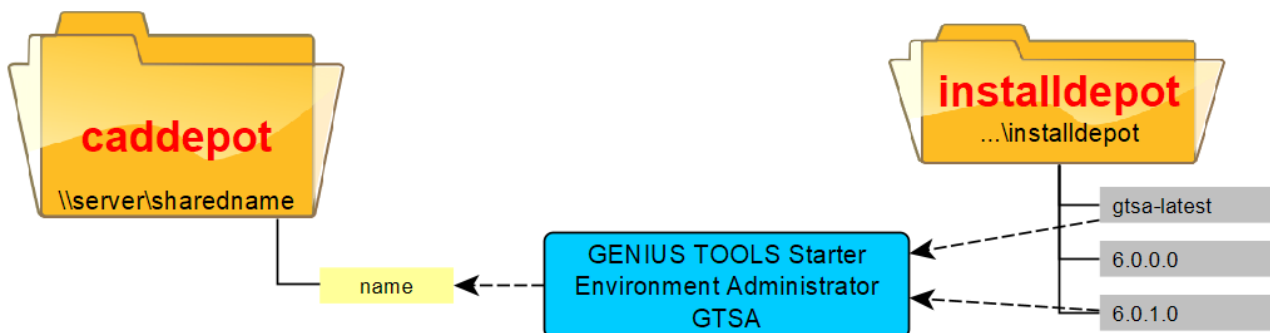 caddepot
\\server\sharedname
name
GENIUS TOOLS Starter
Environment Administrator
GTSA
installdepot
...\installdepot
gtsa-latest
6.0.0.0
6.0.1.0